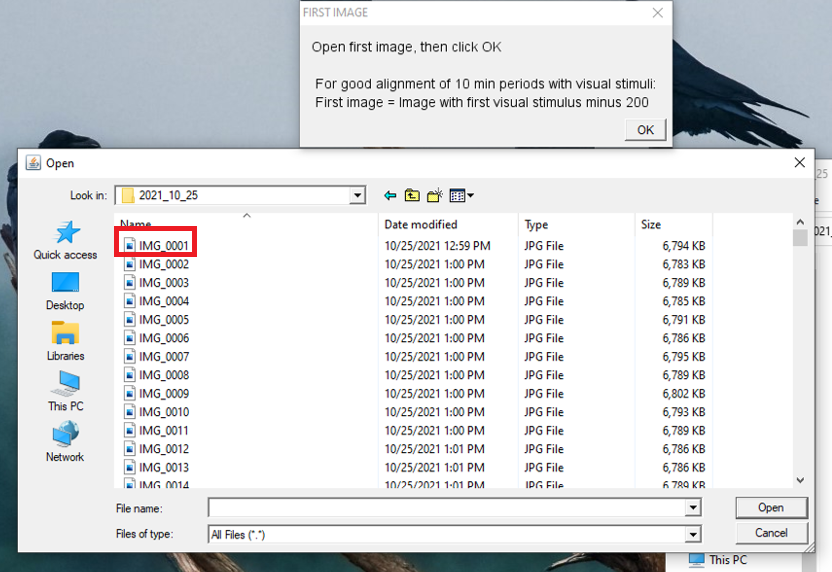 FIRST IMAGE
Open first image, then click OK
For good alignment of 10 min periods with visual stimuli:
First image = Image with first visual stimulus minus 200
OK
Open
Look in: 2021_10_25
Name Date modified Type Size
IMG_0001 10/25/2021 12:59 PM JPG File 6,794 KB
IMG_0002 10/25/2021 1:00 PM JPG File 6,783 KB
IMG_0003 10/25/2021 1:00 PM JPG File 6,789 KB
IMG_0004 10/25/2021 1:00 PM JPG File 6,785 KB
IMG_0005 10/25/2021 1:00 PM JPG File 6,791 KB
IMG_0006 10/25/2021 1:00 PM JPG File 6,786 KB
IMG_0007 10/25/2021 1:00 PM JPG File 6,795 KB
IMG_0008 10/25/2021 1:00 PM JPG File 6,789 KB
IMG_0009 10/25/2021 1:00 PM JPG File 6,802 KB
IMG_0010 10/25/2021 1:00 PM JPG File 6,793 KB
IMG_0011 10/25/2021 1:00 PM JPG File 6,789 KB
IMG_0012 10/25/2021 1:01 PM JPG File 6,786 KB
IMG_0013 10/25/2021 1:01 PM JPG File 6,786 KB
IMG_0014 10/25/2021 1:01 PM JPG File 6,789 KB
Quick access
Desktop
Libraries
This PC
Network
File name:
Open
Files of type: All Files (*.*)
Cancel
This PC